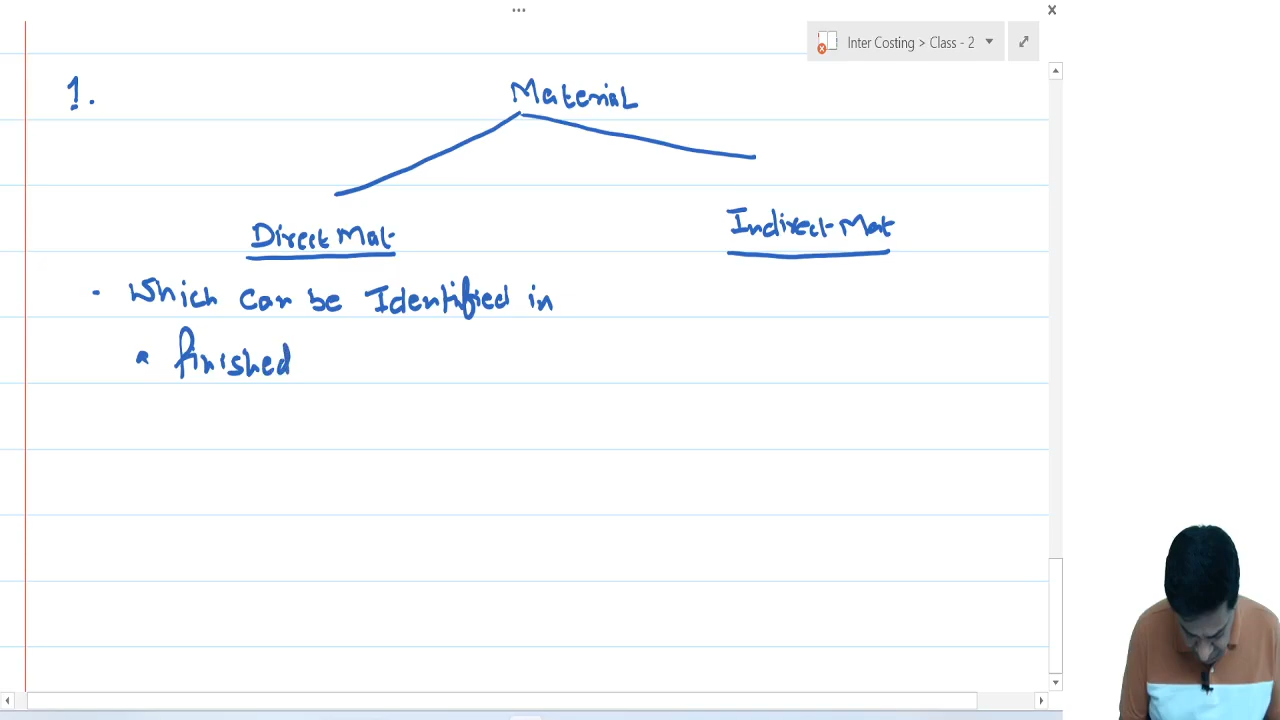 Inter Costing > Class - 2
1.
Material
Direct Mat-
Indirect Mat
- Which can be Identified in
a finished